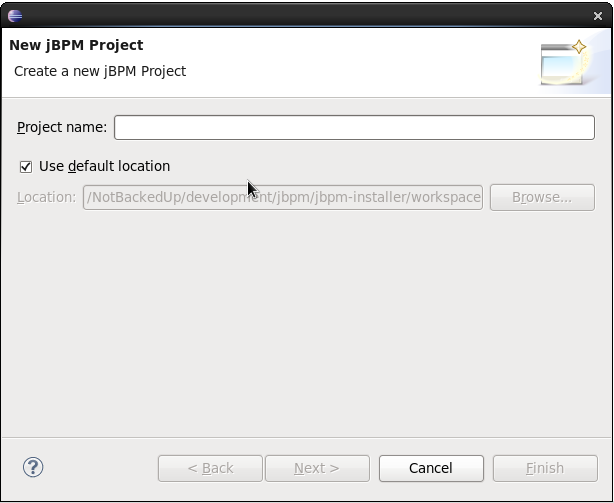 New jBPM Project
Create a new jBPM Project
Project name:
Use default location
Location: /NotBackedUp/development/jbpm/jbpm-installer/workspace Browse...
? < Back Next > Cancel Finish